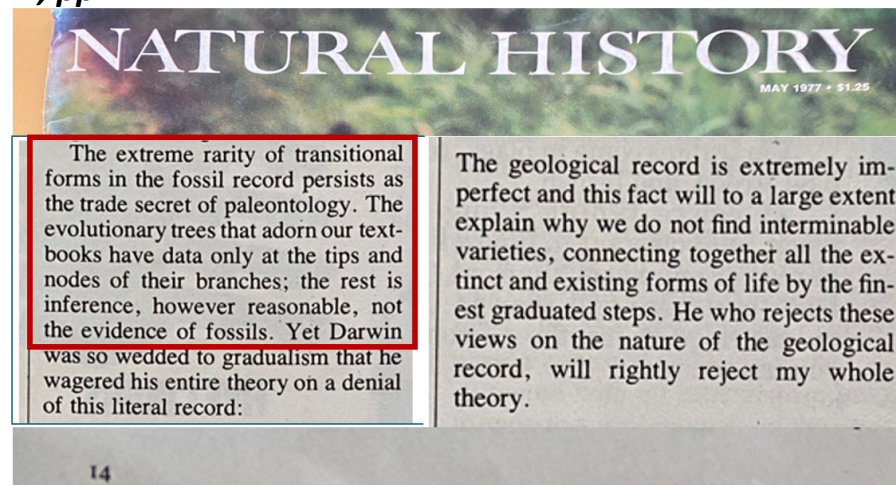 NATURAL HISTORY
MAY 1977 • $1.25
The extreme rarity of transitional
forms in the fossil record persists as
the trade secret of paleontology. The
evolutionary trees that adorn our text-
books have data only at the tips and
nodes of their branches; the rest is
inference, however reasonable, not
the evidence of fossils. Yet Darwin
was so wedded to gradualism that he
wagered his entire theory on a denial
of this literal record:
The geological record is extremely im-
perfect and this fact will to a large extent
explain why we do not find interminable
varieties, connecting together all the ex-
tinct and existing forms of life by the fin-
est graduated steps. He who rejects these
views on the nature of the geological
record, will rightly reject my whole
theory.
14